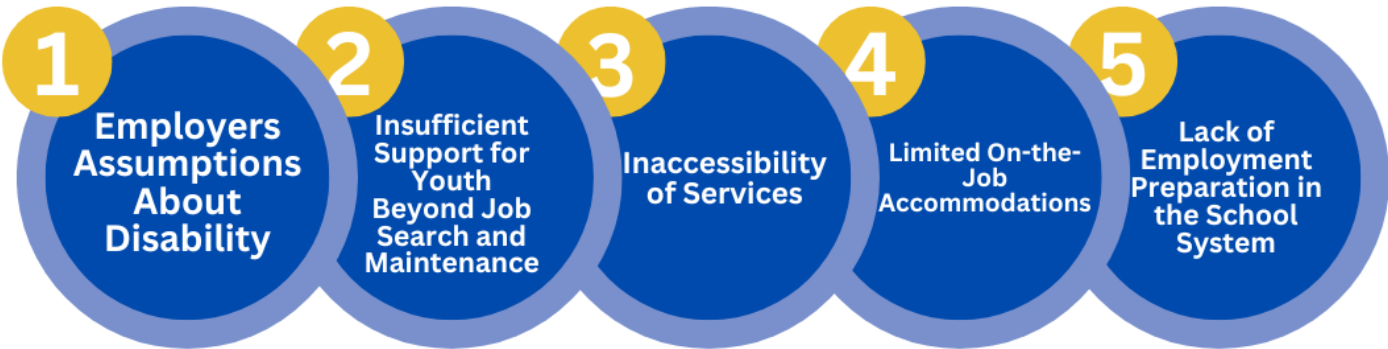 1
Employers
Assumptions
About
Disability
2
Insufficient
Support for
Youth
Beyond Job
Search and
Maintenance
3
Inaccessibility
of Services
4
Limited On-the-
Job
Accommodations
5
Lack of
Employment
Preparation in
the School
System